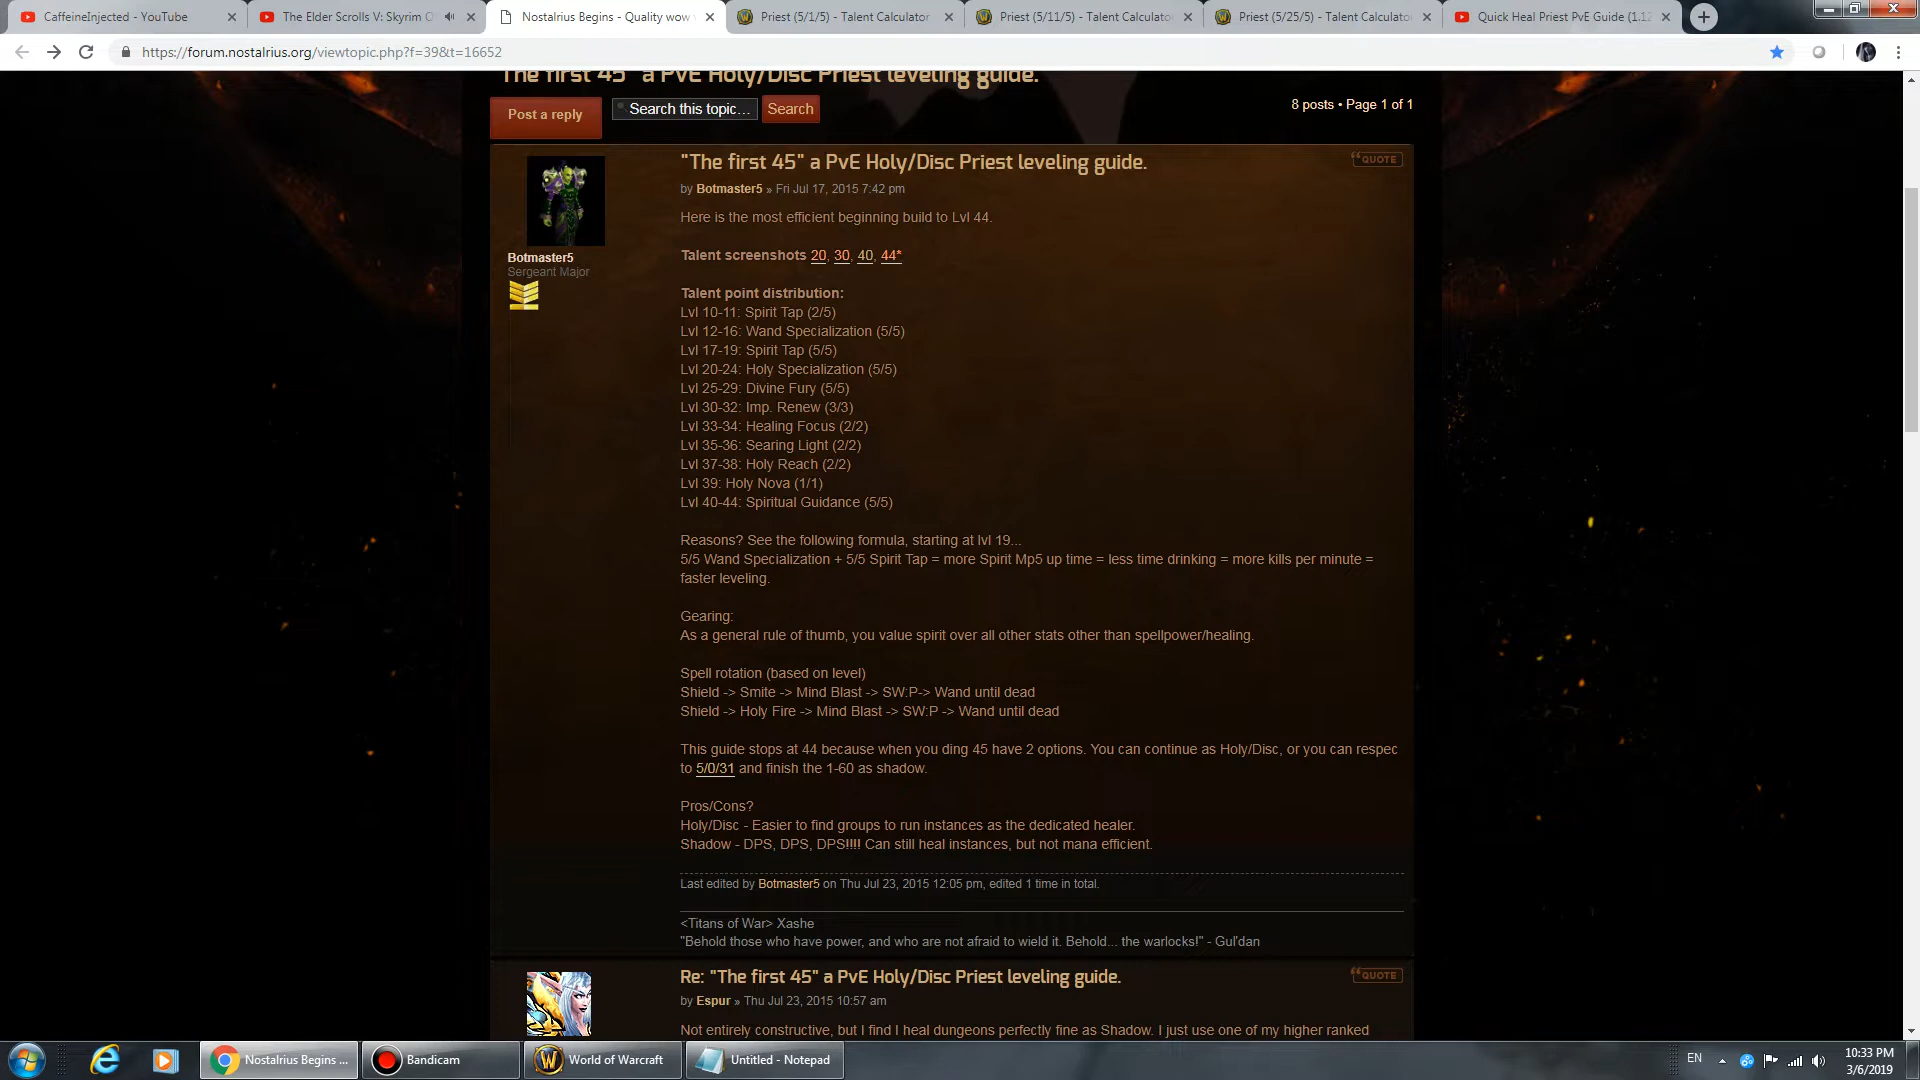 CaffeineInjected - YouTube
The Elder Scrolls V: Skyrim O
Nostalrius Begins - Quality wow
Priest (5/1/5) - Talent Calculator
Priest (5/11/5) - Talent Calculato
Priest (5/25/5) - Talent Calculato
Quick Heal Priest PvE Guide (1.12
https://forum.nostalrius.org/viewtopic.php?f=39&t=16652
"The first 45" a PvE Holy/Disc Priest leveling guide.
Post a reply
Search this topic…
Search
8 posts • Page 1 of 1
"The first 45" a PvE Holy/Disc Priest leveling guide.
QUOTE
by Botmaster5 » Fri Jul 17, 2015 7:42 pm
Here is the most efficient beginning build to Lvl 44.
Botmaster5
Sergeant Major
Talent screenshots 20, 30, 40, 44*
Talent point distribution:
Lvl 10-11: Spirit Tap (2/5)
Lvl 12-16: Wand Specialization (5/5)
Lvl 17-19: Spirit Tap (5/5)
Lvl 20-24: Holy Specialization (5/5)
Lvl 25-29: Divine Fury (5/5)
Lvl 30-32: Imp. Renew (3/3)
Lvl 33-34: Healing Focus (2/2)
Lvl 35-36: Searing Light (2/2)
Lvl 37-38: Holy Reach (2/2)
Lvl 39: Holy Nova (1/1)
Lvl 40-44: Spiritual Guidance (5/5)
Reasons? See the following formula, starting at lvl 19...
5/5 Wand Specialization + 5/5 Spirit Tap = more Spirit Mp5 up time = less time drinking = more kills per minute =
faster leveling.
Gearing:
As a general rule of thumb, you value spirit over all other stats other than spellpower/healing.
Spell rotation (based on level)
Shield -> Smite -> Mind Blast -> SW:P-> Wand until dead
Shield -> Holy Fire -> Mind Blast -> SW:P -> Wand until dead
This guide stops at 44 because when you ding 45 have 2 options. You can continue as Holy/Disc, or you can respec
to 5/0/31 and finish the 1-60 as shadow.
Pros/Cons?
Holy/Disc - Easier to find groups to run instances as the dedicated healer.
Shadow - DPS, DPS, DPS!!!! Can still heal instances, but not mana efficient.
Last edited by Botmaster5 on Thu Jul 23, 2015 12:05 pm, edited 1 time in total.
<Titans of War> Xashe
"Behold those who have power, and who are not afraid to wield it. Behold... the warlocks!" - Gul'dan
Re: "The first 45" a PvE Holy/Disc Priest leveling guide.
QUOTE
by Espur » Thu Jul 23, 2015 10:57 am
Not entirely constructive, but I find I heal dungeons perfectly fine as Shadow. I just use one of my higher ranked
Nostalrius Begins ...
Bandicam
World of Warcraft
Untitled - Notepad
EN
10:33 PM
3/6/2019